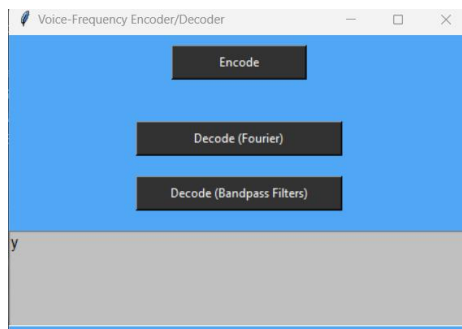 Voice-Frequency Encoder/Decoder
Encode
Decode (Fourier)
Decode (Bandpass Filters)
y